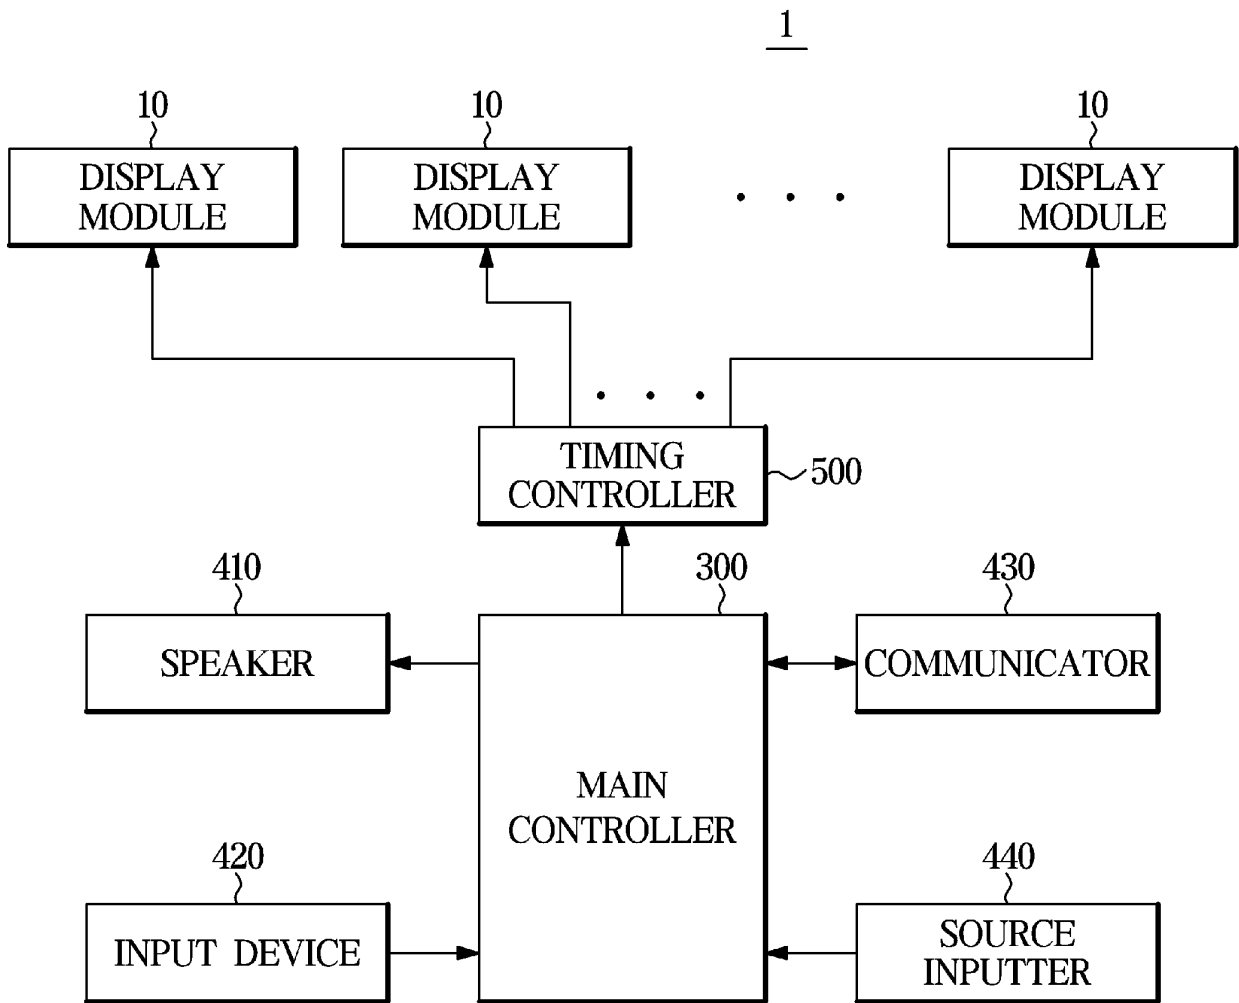 1
10
10
10
DISPLAY
MODULE
DISPLAY
MODULE
DISPLAY
MODULE
TIMING
CONTROLLER
500
410
300
430
SPEAKER
COMMUNICATOR
MAIN
CONTROLLER
420
440
INPUT DEVICE
SOURCE
INPUTTER